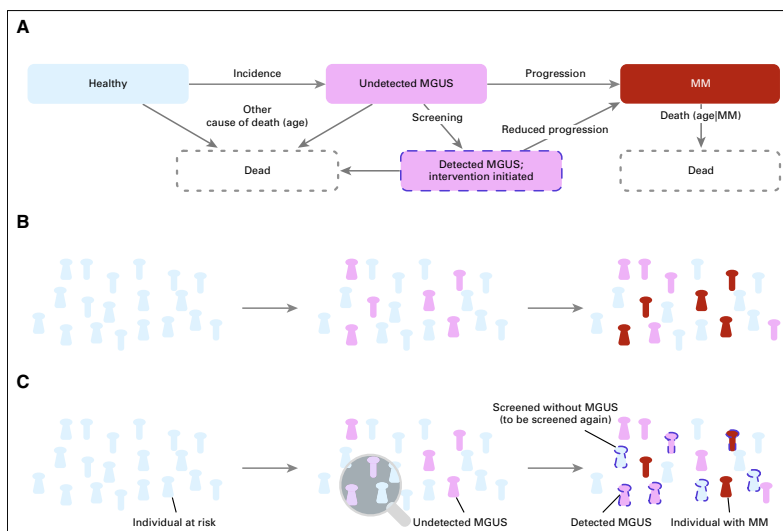 A
Healthy
Incidence
Undetected MGUS
Progression
MM
Other
cause of death (age)
Screening
Reduced progression
Death (age|MM)
Dead
Detected MGUS;
intervention initiated
Dead
B
C
Screened without MGUS
(to be screened again)
Individual at risk
Undetected MGUS
Detected MGUS
Individual with MM